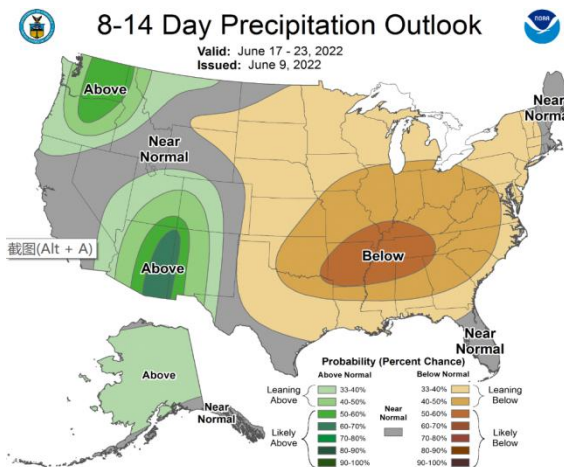 8-14 Day Precipitation Outlook
noaa
Valid: June 17 - 23, 2022
Issued: June 9, 2022
Above
Near
Normal
Near
Normal
截图(Alt + A)
Above
Below
Near
Normal
Above
Near
Normal
Probability (Percent Chance)
Above Normal
Below Normal
Leaning
Above
33-40%
40-50%
50-60%
60-70%
70-80%
80-90%
90-100%
Likely
Above
Near
Normal
33-40%
40-50%
50-60%
60-70%
70-80%
80-90%
90-100%
Leaning
Below
Likely
Below